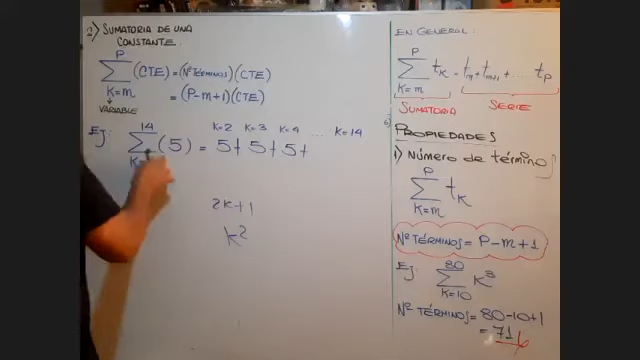 2) SUMATORIA DE UNA
CONSTANTE.
P
∑ (CTE) = (Nº TÉRMINOS) (CTE)
K=m
= (P-m+1) (CTE)
VARIABLE
K=2 K=3 K=4 ... K=14
Ej: 14
∑ (5) = 5+ 5+ 5+
K=
2K+1
K²
EN GENERAL:
P
∑ tK = tm + tm+1 + .... tP
K=m
SUMATORIA SERIE
PROPIEDADES
1) NÚMERO DE TÉRMINOS
P
∑ tK
K=m
Nº TÉRMINOS = P-m+1
Ej: 80
∑ K³
K=10
Nº TÉRMINOS = 80-10+1
= 71